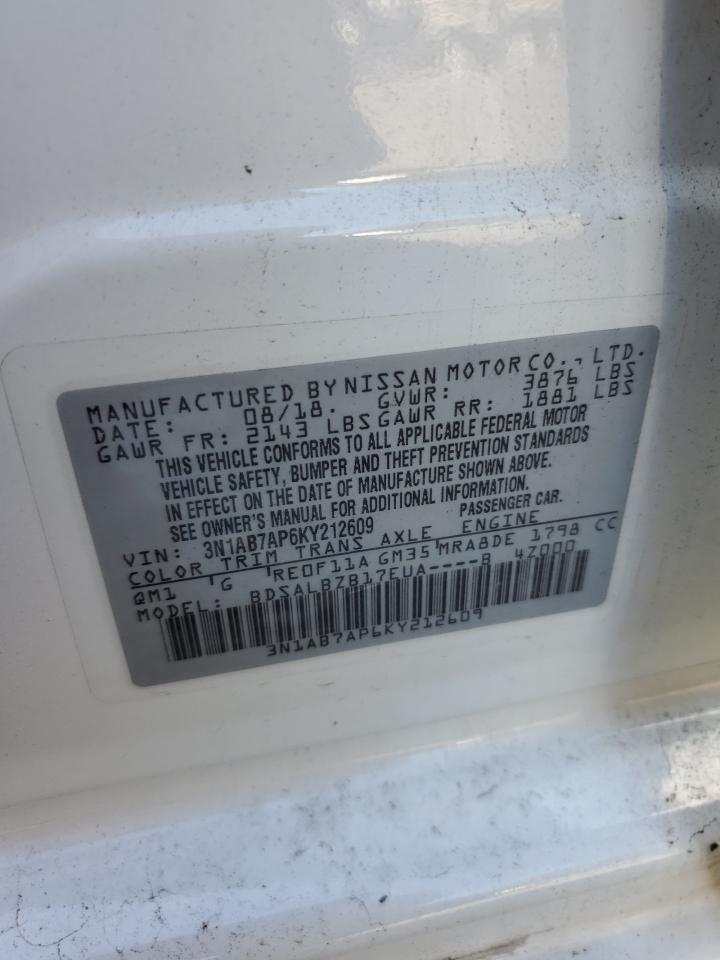 MANUFACTURED BY NISSAN MOTOR CO., LTD.
DATE: 08/18. GVWR: 3876 LBS
GAWR FR: 2143 LBS GAWR RR: 1881 LBS
THIS VEHICLE CONFORMS TO ALL APPLICABLE FEDERAL MOTOR
VEHICLE SAFETY, BUMPER AND THEFT PREVENTION STANDARDS
IN EFFECT ON THE DATE OF MANUFACTURE SHOWN ABOVE.
SEE OWNER'S MANUAL FOR ADDITIONAL INFORMATION.
VIN: 3N1AB7AP6KY212609 PASSENGER CAR.
COLOR TRIM TRANS AXLE ENGINE
QM1 G RE0F11A GM35 MRA8DE 1798 CC
MODEL: BDSALBZB17EUA----B 4Z000
3N1AB7AP6KY212609